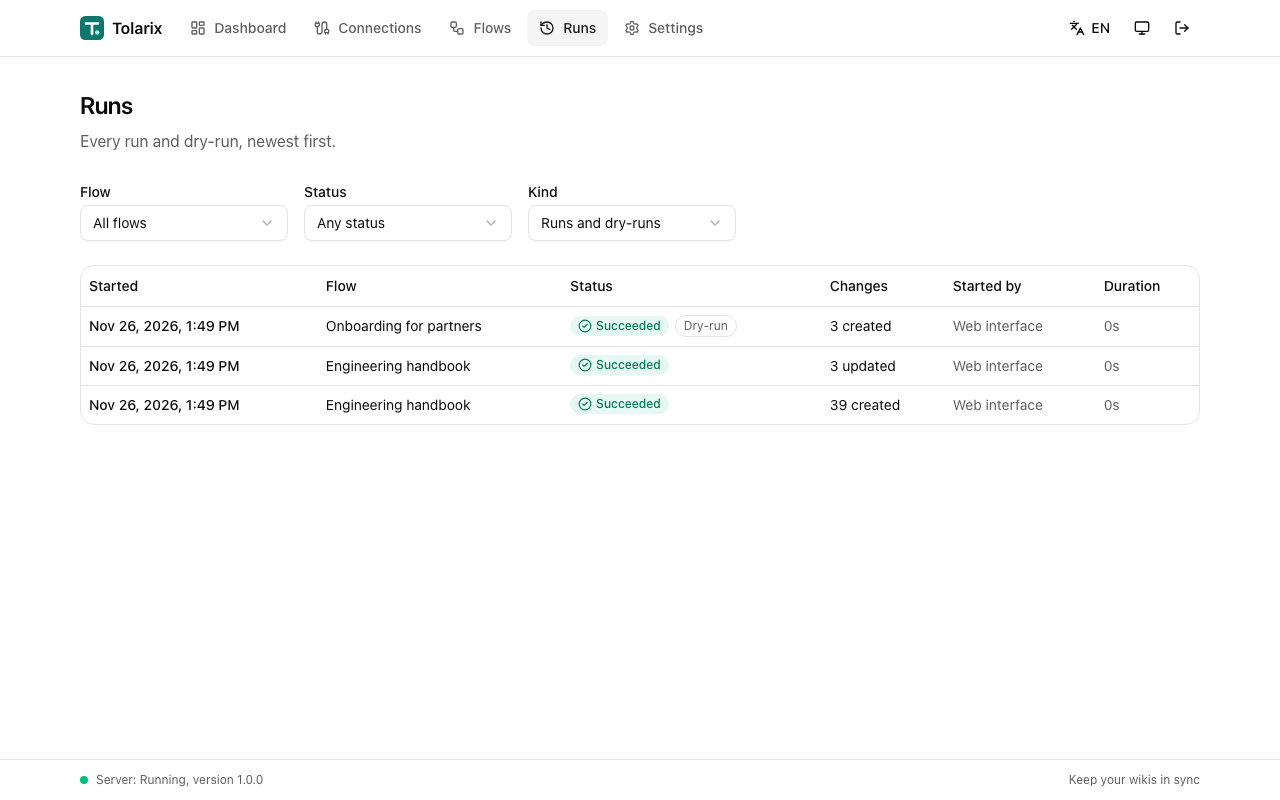 Tolarix Dashboard Connections Flows Runs Settings EN
Runs
Every run and dry-run, newest first.
Flow Status Kind
All flows Any status Runs and dry-runs
Started Flow Status Changes Started by Duration
Nov 26, 2026, 1:49 PM Onboarding for partners Succeeded Dry-run 3 created Web interface 0s
Nov 26, 2026, 1:49 PM Engineering handbook Succeeded 3 updated Web interface 0s
Nov 26, 2026, 1:49 PM Engineering handbook Succeeded 39 created Web interface 0s
Server: Running, version 1.0.0 Keep your wikis in sync